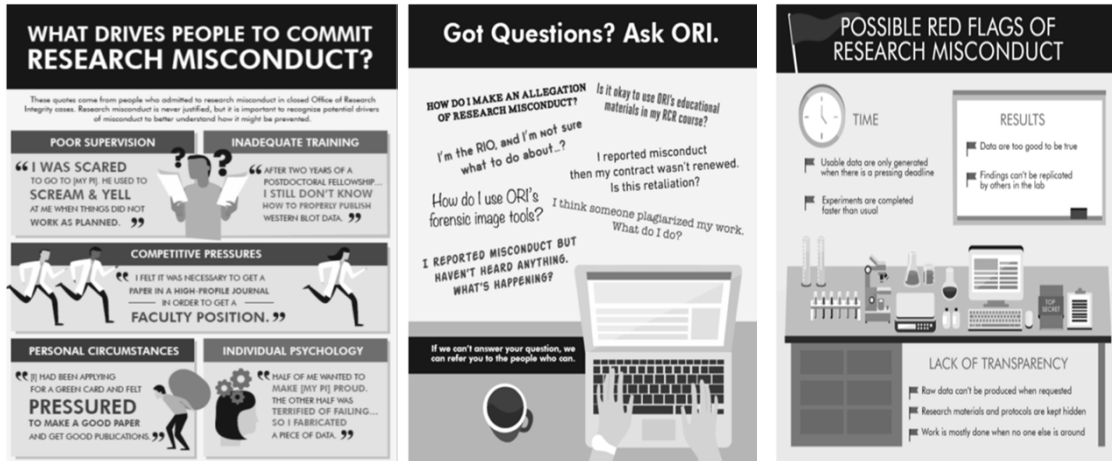 WHAT DRIVES PEOPLE TO COMMIT
RESEARCH MISCONDUCT?
These quotes come from people who admitted to research misconduct in closed Office of Research
Integrity cases. Research misconduct is never justified, but it is important to recognize potential drivers
of misconduct to better understand how it might be prevented.
POOR SUPERVISION
“I WAS SCARED
TO GO TO [MY PI]. HE USED TO
SCREAM & YELL
AT ME WHEN THINGS DID NOT
WORK AS PLANNED.”
INADEQUATE TRAINING
“AFTER TWO YEARS OF A
POSTDOCTORAL FELLOWSHIP...
I STILL DON'T KNOW
HOW TO PROPERLY PUBLISH
WESTERN BLOT DATA.”
? ?
COMPETITIVE PRESSURES
“I FELT IT WAS NECESSARY TO GET A
PAPER IN A HIGH-PROFILE JOURNAL
IN ORDER TO GET A
FACULTY POSITION.”
PERSONAL CIRCUMSTANCES
“[I] HAD BEEN APPLYING
FOR A GREEN CARD AND FELT
PRESSURED
TO MAKE A GOOD PAPER
AND GET GOOD PUBLICATIONS.”
INDIVIDUAL PSYCHOLOGY
“HALF OF ME WANTED TO
MAKE [MY PI] PROUD.
THE OTHER HALF WAS
TERRIFIED OF FAILING...
SO I FABRICATED
A PIECE OF DATA.”
Got Questions? Ask ORI.
HOW DO I MAKE AN ALLEGATION
OF RESEARCH MISCONDUCT?
Is it okay to use ORI's educational
materials in my RCR course?
I'm the RIO, and I'm not sure
what to do about...?
I reported misconduct
then my contract wasn't renewed.
Is this retaliation?
How do I use ORI's
forensic image tools?
I think someone plagiarized my work.
What do I do?
I REPORTED MISCONDUCT BUT
HAVEN'T HEARD ANYTHING.
WHAT'S HAPPENING?
If we can't answer your question, we
can refer you to the people who can.
POSSIBLE RED FLAGS OF
RESEARCH MISCONDUCT
TIME
Usable data are only generated
when there is a pressing deadline
Experiments are completed
faster than usual
RESULTS
Data are too good to be true
Findings can't be replicated
by others in the lab
TOP
SECRET
LACK OF TRANSPARENCY
Raw data can't be produced when requested
Research materials and protocols are kept hidden
Work is mostly done when no one else is around